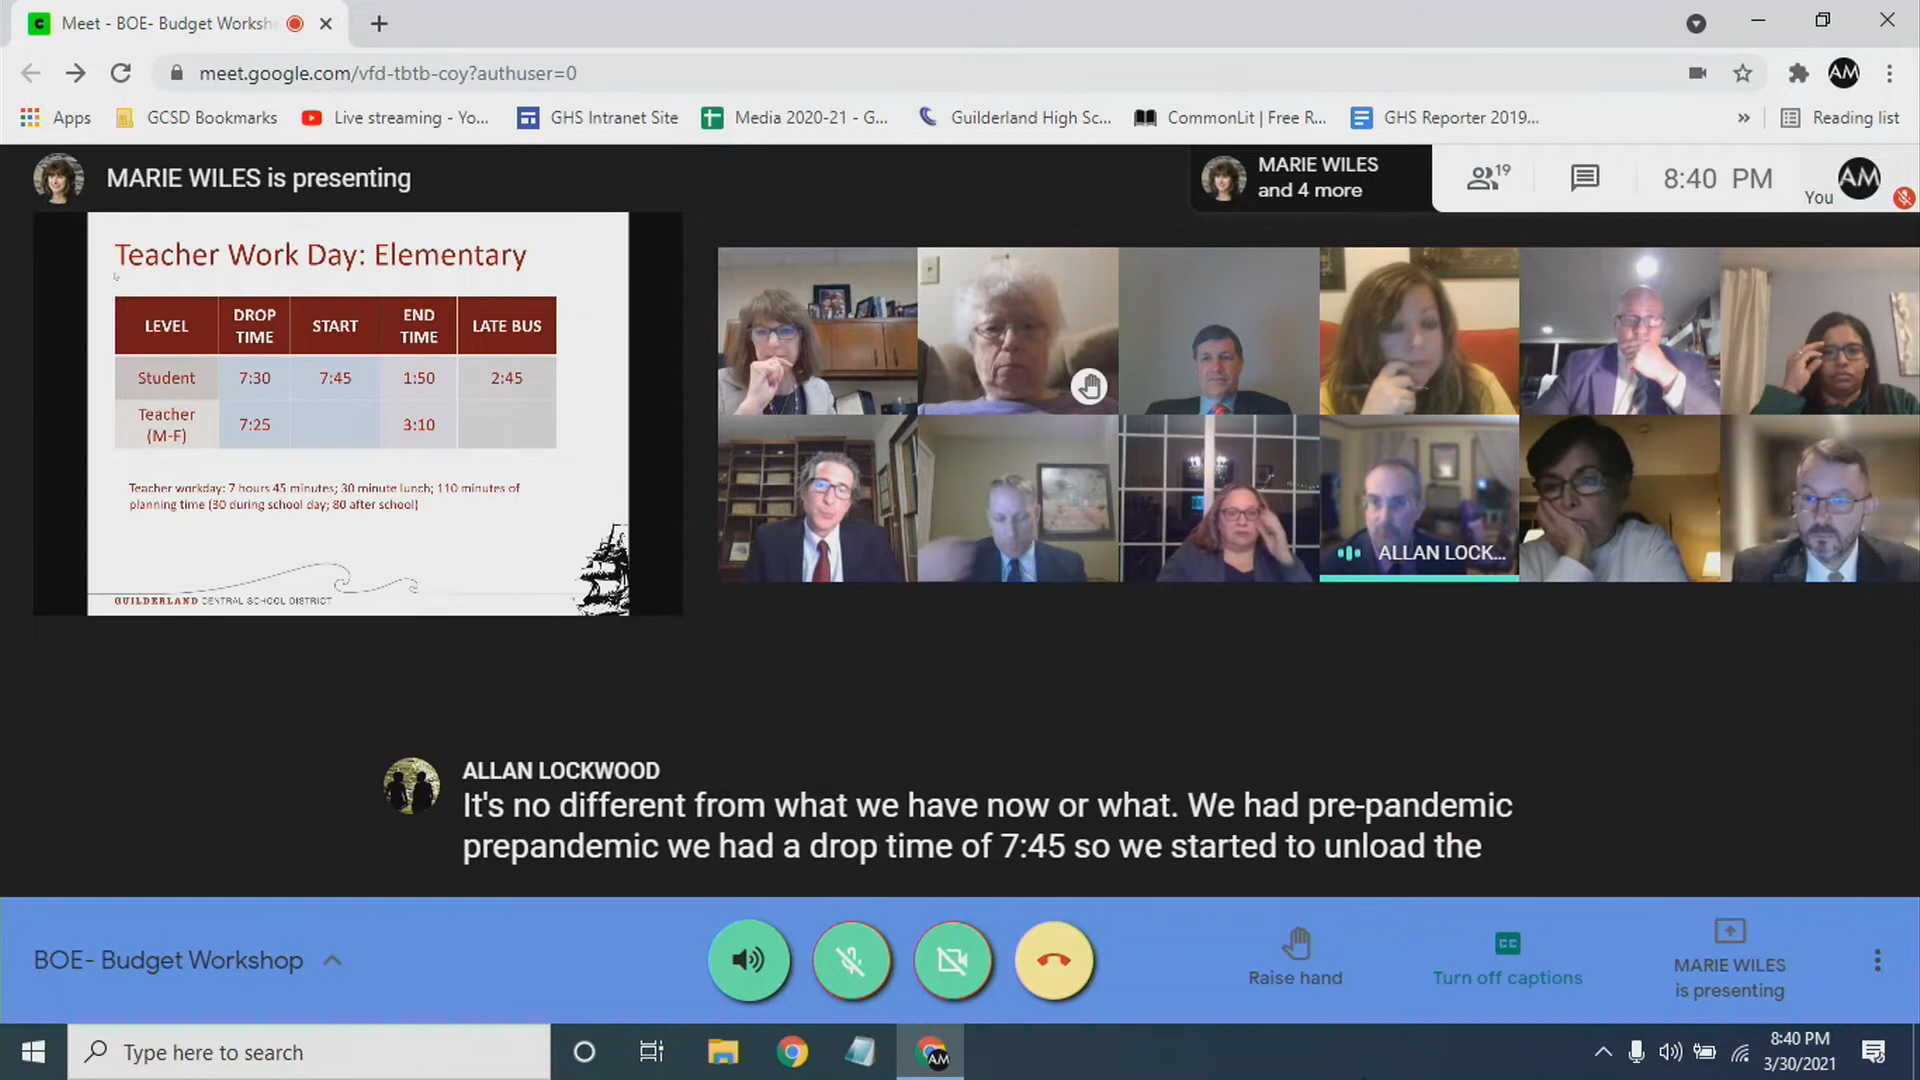 Meet - BOE- Budget Worksh
meet.google.com/vfd-tbtb-coy?authuser=0
AM
Apps
GCSD Bookmarks
Live streaming - Yo...
GHS Intranet Site
Media 2020-21 - G...
Guilderland High Sc...
CommonLit | Free R...
GHS Reporter 2019...
»
Reading list
MARIE WILES is presenting
MARIE WILES
and 4 more
19
8:40 PM
You
AM
Teacher Work Day: Elementary
LEVEL DROP TIME START END TIME LATE BUS
Student 7:30 7:45 1:50 2:45
Teacher (M-F) 7:25 3:10
Teacher workday: 7 hours 45 minutes; 30 minute lunch; 110 minutes of
planning time (30 during school day; 80 after school)
GUILDERLAND CENTRAL SCHOOL DISTRICT
ALLAN LOCK...
ALLAN LOCKWOOD
It's no different from what we have now or what. We had pre-pandemic
prepandemic we had a drop time of 7:45 so we started to unload the
BOE- Budget Workshop
Raise hand
CC
Turn off captions
MARIE WILES
is presenting
Type here to search
AM
8:40 PM
3/30/2021